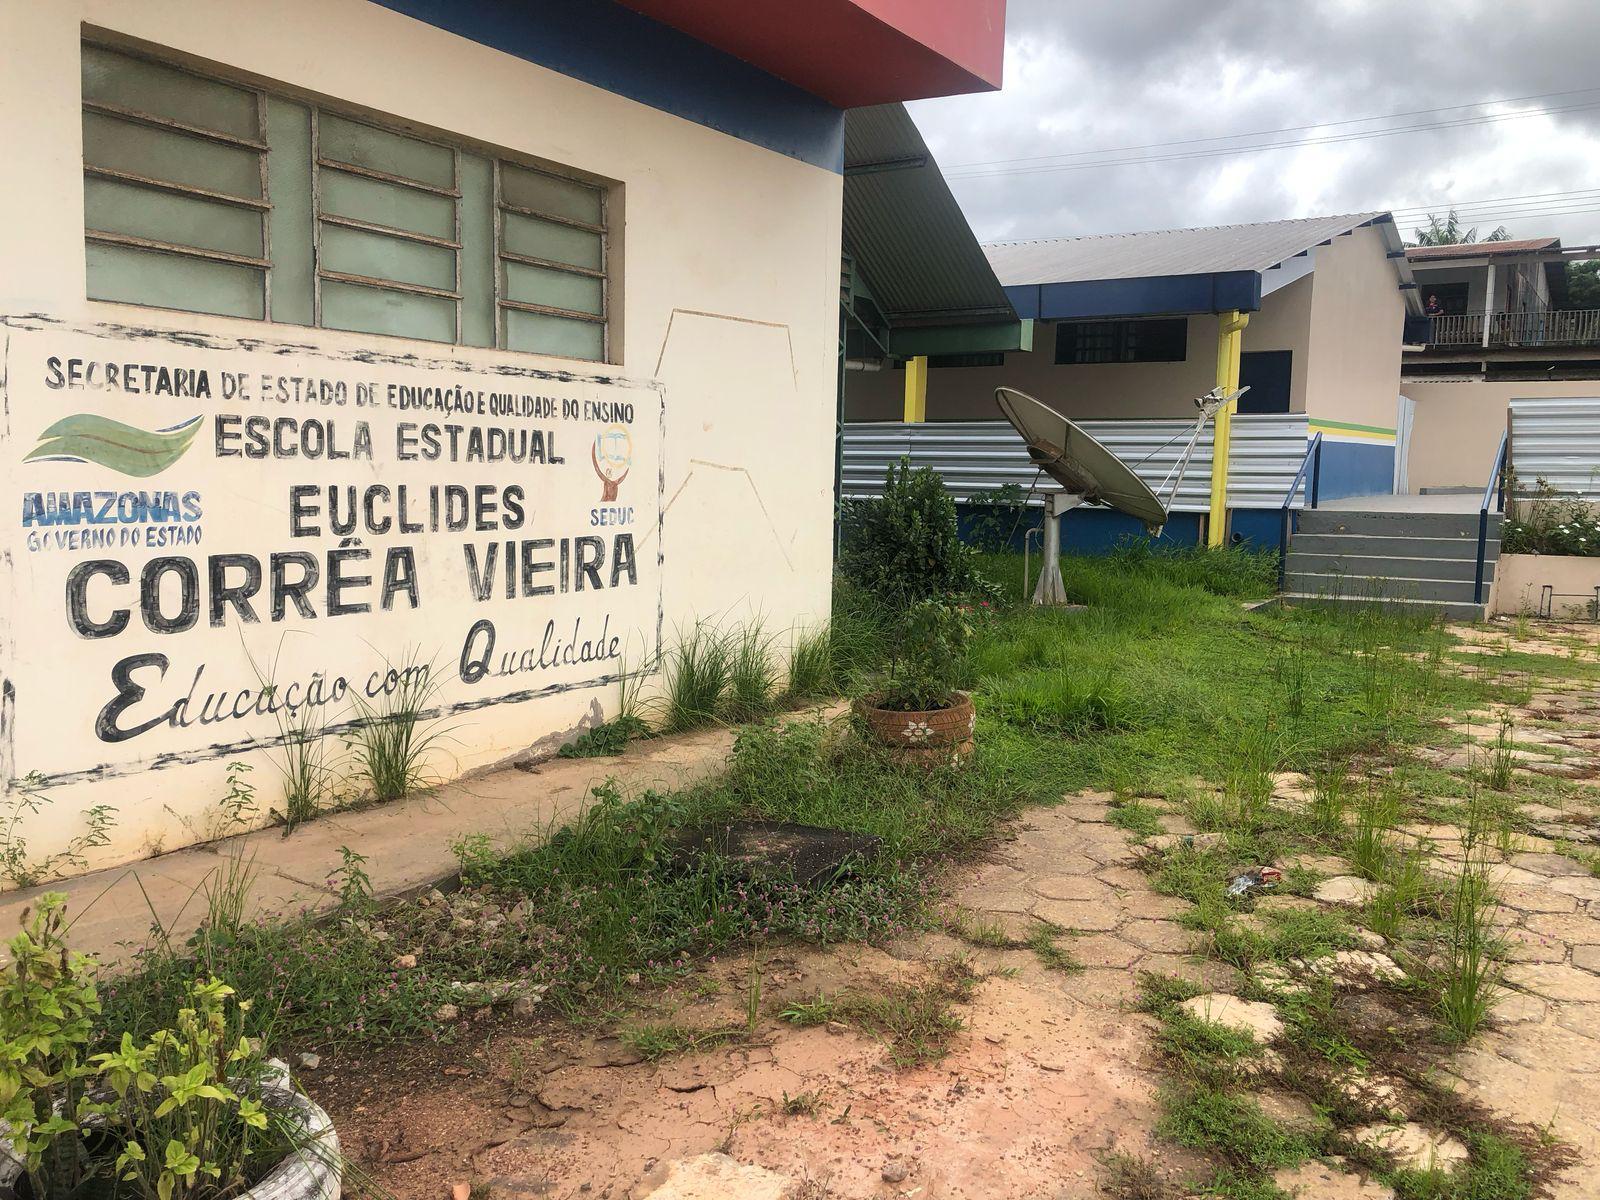 SECRETARIA DE ESTADO DE EDUCAÇÃO E QUALIDADE DO ENSINO
ESCOLA ESTADUAL
EUCLIDES
CORRÊA VIEIRA
Educação com Qualidade
AMAZONAS
GOVERNO DO ESTADO
SEDUC